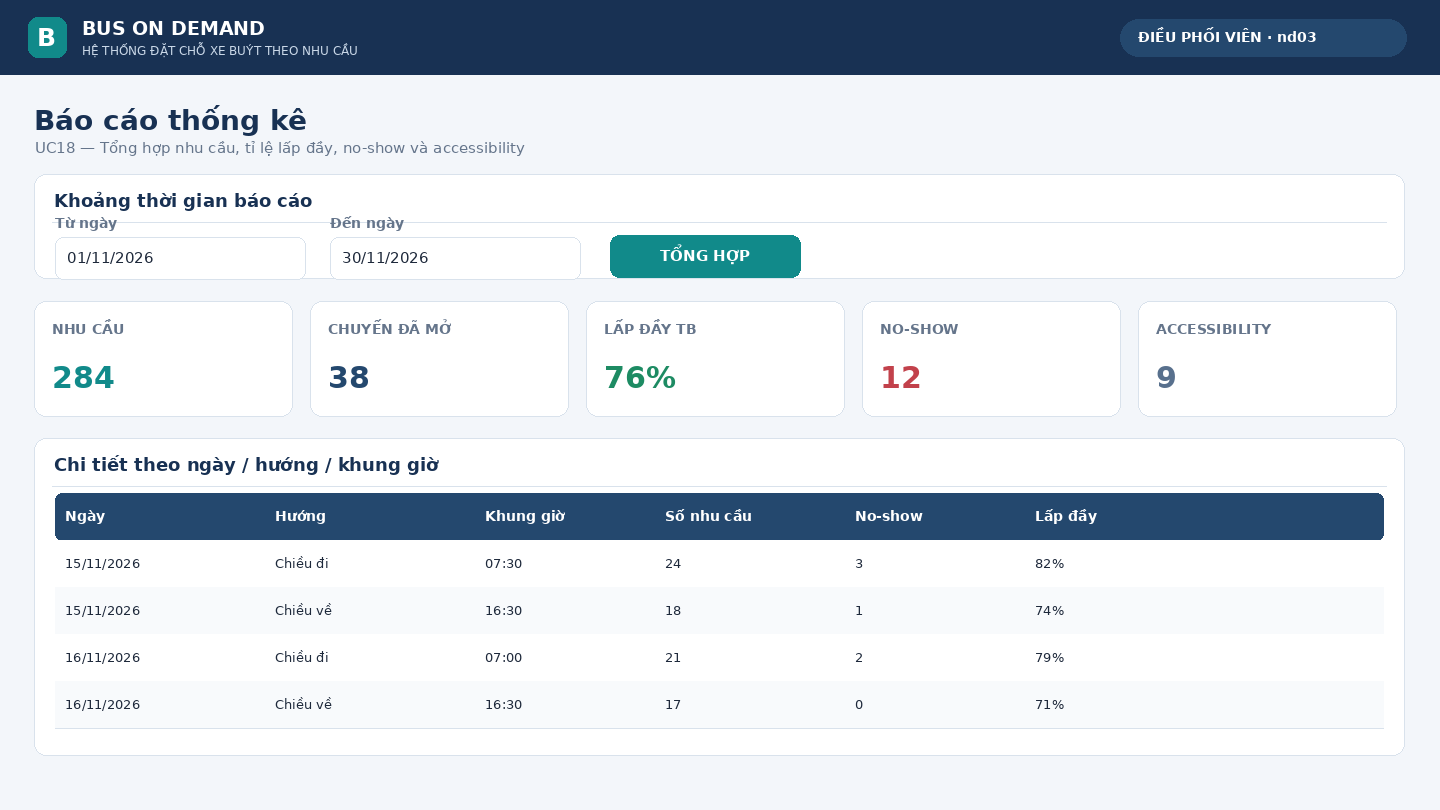 B
BUS ON DEMAND
HỆ THỐNG ĐẶT CHỖ XE BUÝT THEO NHU CẦU
ĐIỀU PHỐI VIÊN · nd03
Báo cáo thống kê
UC18 — Tổng hợp nhu cầu, tỉ lệ lấp đầy, no-show và accessibility
Khoảng thời gian báo cáo
Từ ngày Đến ngày
01/11/2026 30/11/2026 TỔNG HỢP
NHU CẦU CHUYẾN ĐÃ MỞ LẤP ĐẦY TB NO-SHOW ACCESSIBILITY
284 38 76% 12 9
Chi tiết theo ngày / hướng / khung giờ
Ngày Hướng Khung giờ Số nhu cầu No-show Lấp đầy
15/11/2026 Chiều đi 07:30 24 3 82%
15/11/2026 Chiều về 16:30 18 1 74%
16/11/2026 Chiều đi 07:00 21 2 79%
16/11/2026 Chiều về 16:30 17 0 71%